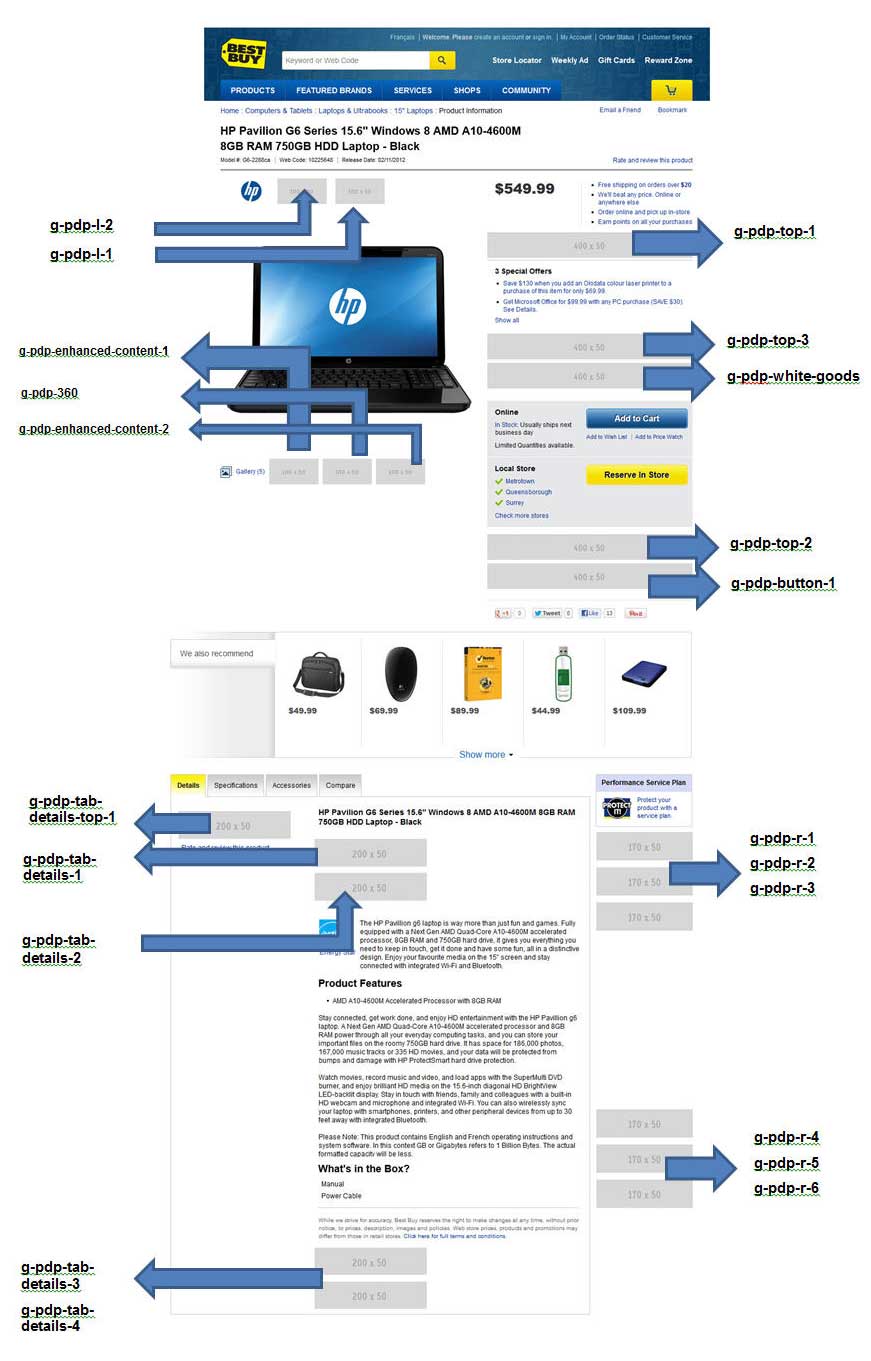 Français | Welcome. Please create an account or sign in. | My Account | Order Status | Customer Service
BEST BUY
Keyword or Web Code
Store Locator Weekly Ad Gift Cards Reward Zone
PRODUCTS FEATURED BRANDS SERVICES SHOPS COMMUNITY
Home : Computers & Tablets : Laptops & Ultrabooks : 15" Laptops : Product Information
Email a Friend Bookmark
HP Pavilion G6 Series 15.6" Windows 8 AMD A10-4600M
8GB RAM 750GB HDD Laptop - Black
Model #: G6-2288ca | Web Code: 10225648 | Release Date: 02/11/2012
Rate and review this product
hp
$549.99
Free shipping on orders over $20
We'll beat any price. Online or
anywhere else
Order online and pick up in-store
Earn points on all your purchases
g-pdp-l-2
g-pdp-l-1
400 x 50
g-pdp-top-1
3 Special Offers
Save $130 when you add an Olodata colour laser printer to a
purchase of this item for only $69.99.
Get Microsoft Office for $99.99 with any PC purchase (SAVE $30).
See Details.
Show all
hp
400 x 50
g-pdp-top-3
400 x 50
g-pdp-white-goods
g-pdp-enhanced-content-1
g-pdp-360
g-pdp-enhanced-content-2
Online
In Stock: Usually ships next
business day
Limited Quantities available.
Add to Cart
Add to Wish List | Add to Price Watch
Gallery (5)
100 x 50
100 x 50
100 x 50
Local Store
Metrotown
Queensborough
Surrey
Check more stores
Reserve In Store
400 x 50
g-pdp-top-2
400 x 50
g-pdp-button-1
+1 0 Tweet 0 Like 13 Pin it
We also recommend
$49.99 $69.99 $89.99 $44.99 $109.99
Show more
Details Specifications Accessories Compare
Performance Service Plan
PROTECT IT!
Protect your
product with a
service plan
g-pdp-tab-
details-top-1
200 x 50
Rate and review this product
HP Pavilion G6 Series 15.6" Windows 8 AMD A10-4600M 8GB RAM
750GB HDD Laptop - Black
g-pdp-tab-
details-1
200 x 50
200 x 50
170 x 50
170 x 50
170 x 50
g-pdp-r-1
g-pdp-r-2
g-pdp-r-3
g-pdp-tab-
details-2
Energy Star
The HP Pavillion g6 laptop is way more than just fun and games. Fully
equipped with a Next Gen AMD Quad-Core A10-4600M accelerated
processor, 8GB RAM and 750GB hard drive, it gives you everything you
need to keep in touch, get it done and have some fun, all in a distinctive
design. Enjoy your favourite media on the 15" screen and stay
connected with integrated Wi-Fi and Bluetooth.
Product Features
AMD A10-4600M Accelerated Processor with 8GB RAM
Stay connected, get work done, and enjoy HD entertainment with the HP Pavilion g6
laptop. A Next Gen AMD Quad-Core A10-4600M accelerated processor and 8GB
RAM power through all your everyday computing tasks, and you can store your
important files on the roomy 750GB hard drive. It has space for 186,000 photos,
167,000 music tracks or 335 HD movies, and your data will be protected from
bumps and damage with HP ProtectSmart hard drive protection.
Watch movies, record music and video, and load apps with the SuperMulti DVD
burner, and enjoy brilliant HD media on the 15.6-inch diagonal HD BrightView
LED-backlit display. Stay in touch with friends, family and colleagues with a built-in
HD webcam and microphone and integrated Wi-Fi. You can also wirelessly sync
your laptop with smartphones, printers, and other peripheral devices from up to 30
feet away with integrated Bluetooth.
Please Note: This product contains English and French operating instructions and
system software. In this context GB or Gigabytes refers to 1 Billion Bytes. The actual
formatted capacity will be less.
What's in the Box?
Manual
Power Cable
170 x 50
170 x 50
170 x 50
g-pdp-r-4
g-pdp-r-5
g-pdp-r-6
While we strive for accuracy, Best Buy reserves the right to make changes at any time, without prior
notice, to prices, description, images and policies. Web store prices, products and promotions may
differ from those in retail stores. Click here for full terms and conditions.
g-pdp-tab-
details-3
g-pdp-tab-
details-4
200 x 50
200 x 50